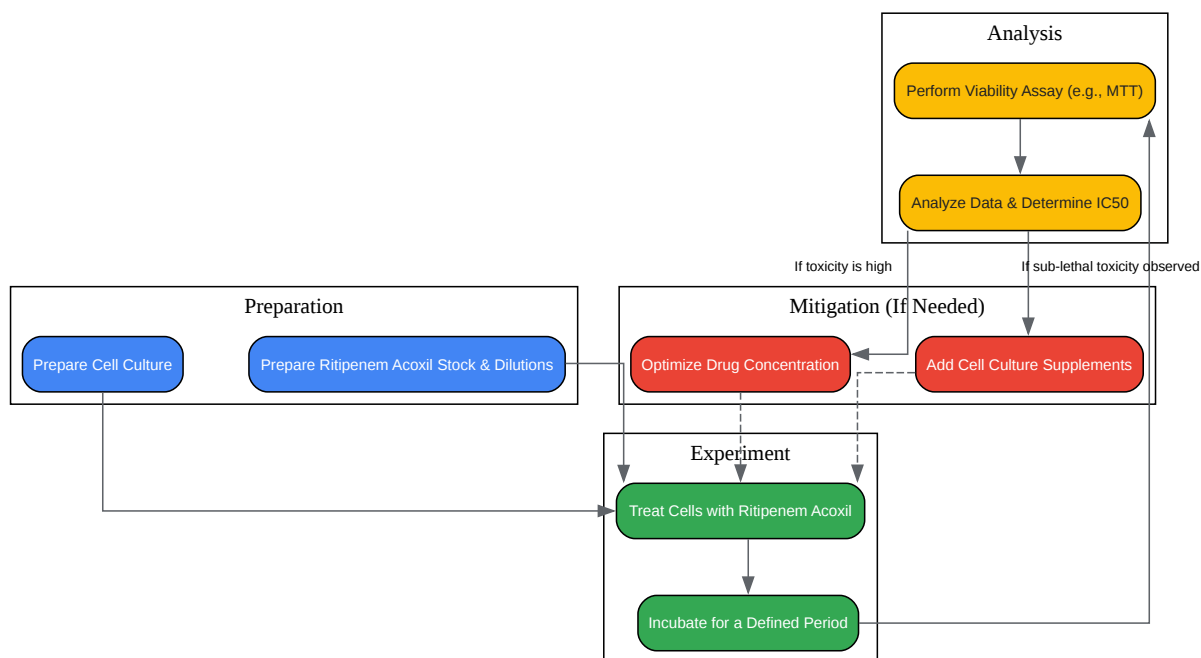 Analysis
Perform Viability Assay (e.g., MTT)
Analyze Data & Determine IC50
If toxicity is high
If sub-lethal toxicity observed
Preparation
Prepare Cell Culture
Prepare Ritipenem Acoxil Stock & Dilutions
Mitigation (If Needed)
Optimize Drug Concentration
Add Cell Culture Supplements
Experiment
Treat Cells with Ritipenem Acoxil
Incubate for a Defined Period